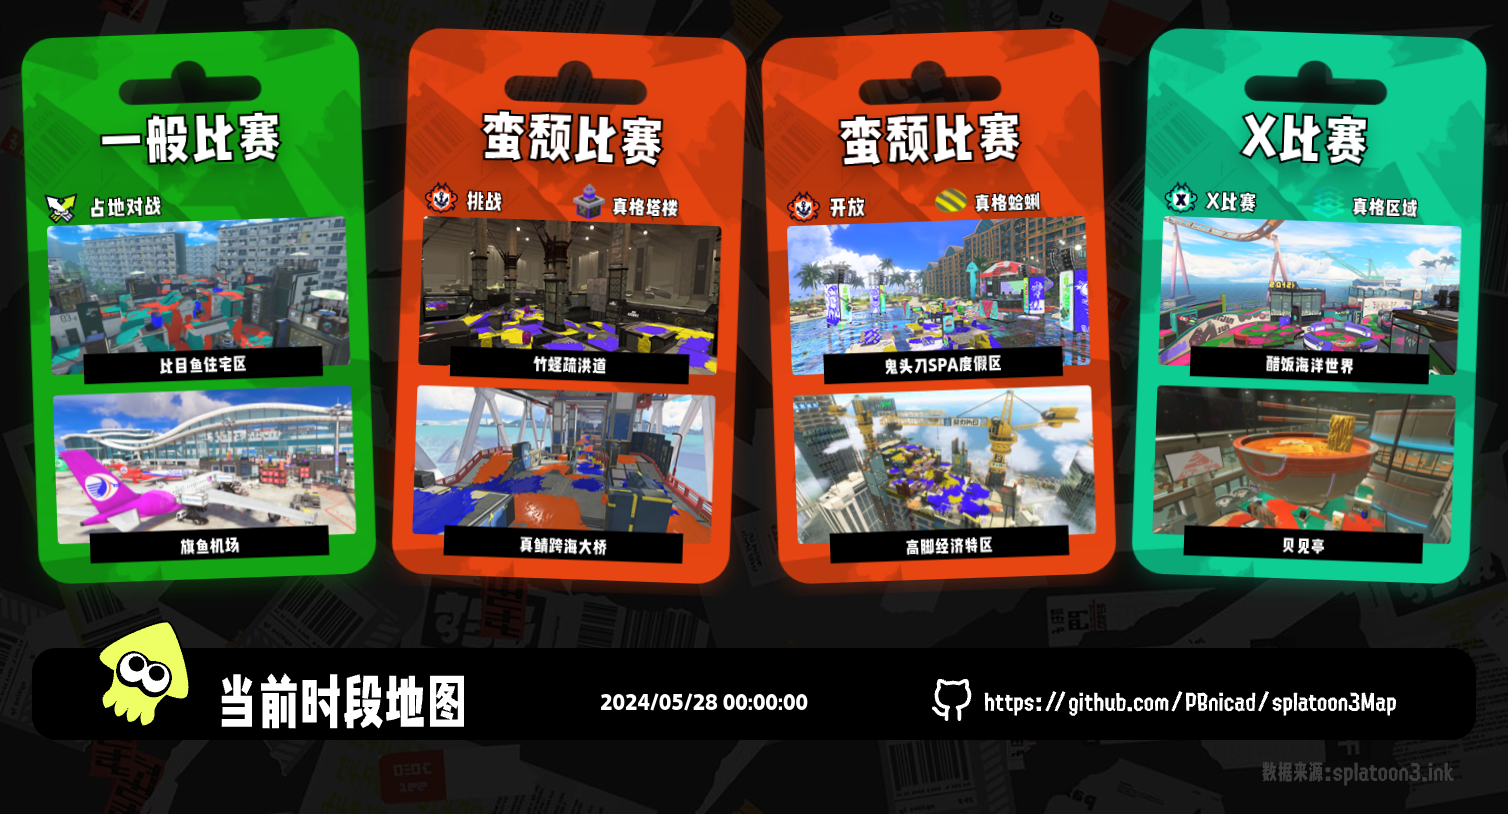 一般比赛
占地对战
比目鱼住宅区
旗鱼机场
蛮颓比赛
挑战
真格塔楼
竹蛏疏洪道
真鲷跨海大桥
蛮颓比赛
开放
真格蛤蜊
鬼头刀SPA度假区
高脚经济特区
X比赛
X比赛
真格区域
醋饭海洋世界
贝见亭
当前时段地图
2024/05/28 00:00:00
https://github.com/PBnicad/splatoon3Map
数据来源:splatoon3.ink